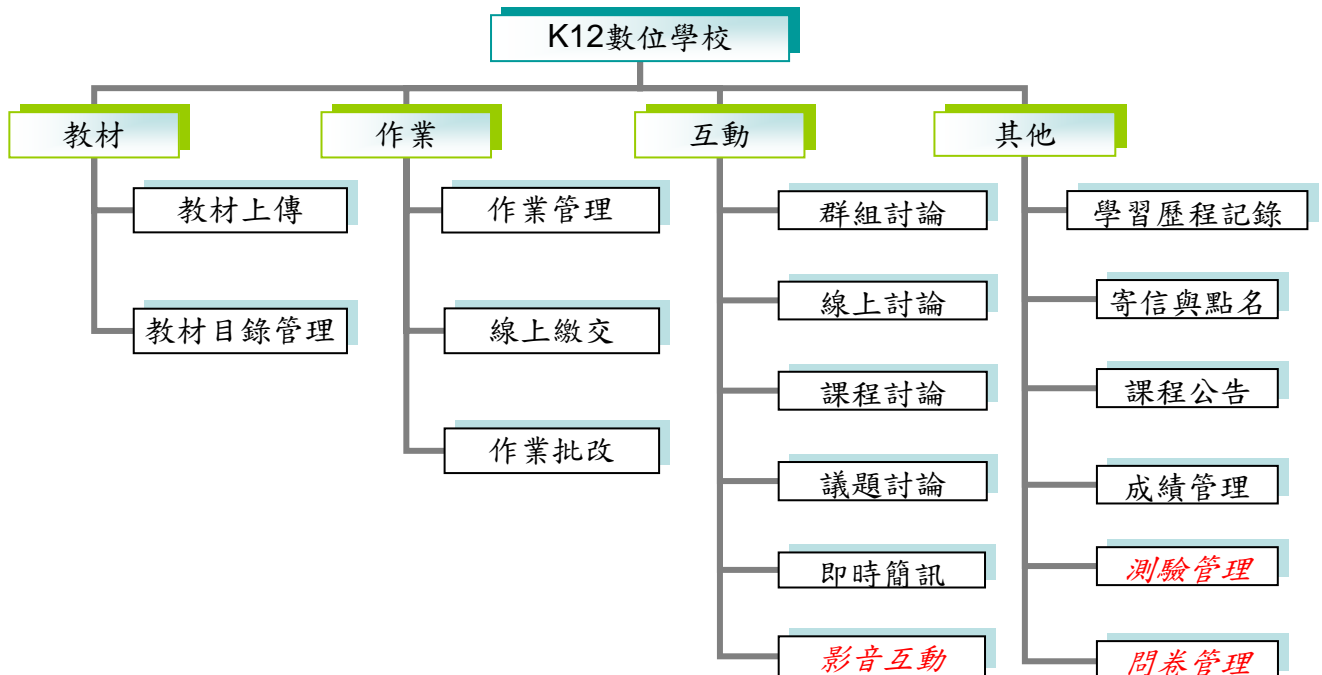 K12數位學校
教材
作業
互動
其他
教材上傳
教材目錄管理
作業管理
線上繳交
作業批改
群組討論
線上討論
課程討論
議題討論
即時簡訊
影音互動
學習歷程記錄
寄信與點名
課程公告
成績管理
測驗管理
問卷管理